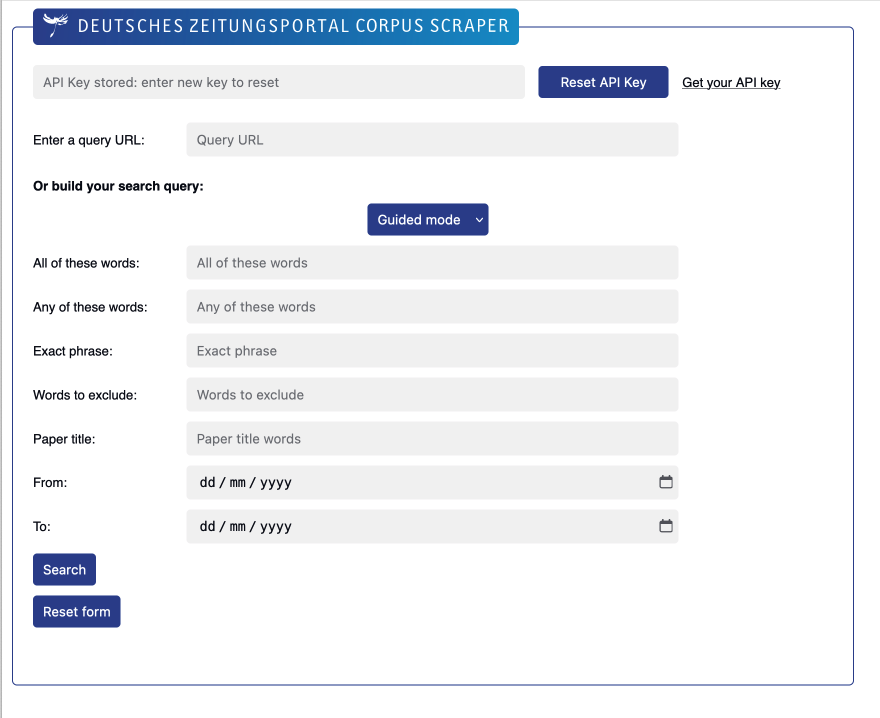 DEUTSCHES ZEITUNGSPORTAL CORPUS SCRAPER
API Key stored: enter new key to reset Reset API Key Get your API key
Enter a query URL: Query URL
Or build your search query:
Guided mode
All of these words: All of these words
Any of these words: Any of these words
Exact phrase: Exact phrase
Words to exclude: Words to exclude
Paper title: Paper title words
From: dd / mm / yyyy
To: dd / mm / yyyy
Search
Reset form